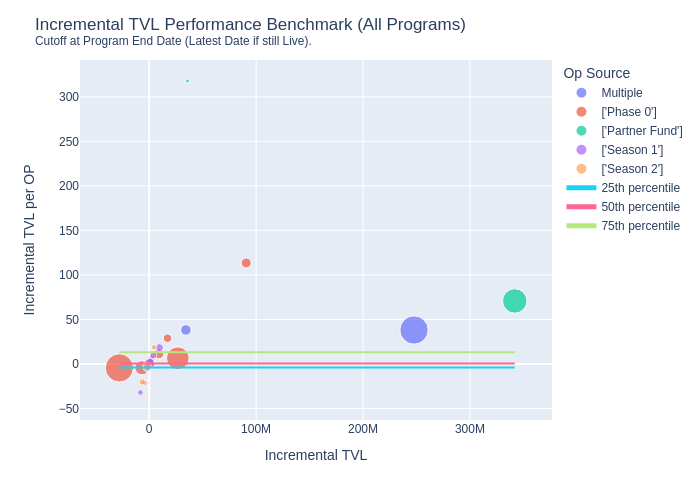 Incremental TVL Performance Benchmark (All Programs)
Cutoff at Program End Date (Latest Date if still Live).
Op Source
Multiple
['Phase 0']
['Partner Fund']
['Season 1']
['Season 2']
25th percentile
50th percentile
75th percentile
Incremental TVL per OP
300
250
200
150
100
50
0
−50
0
100M
200M
300M
Incremental TVL